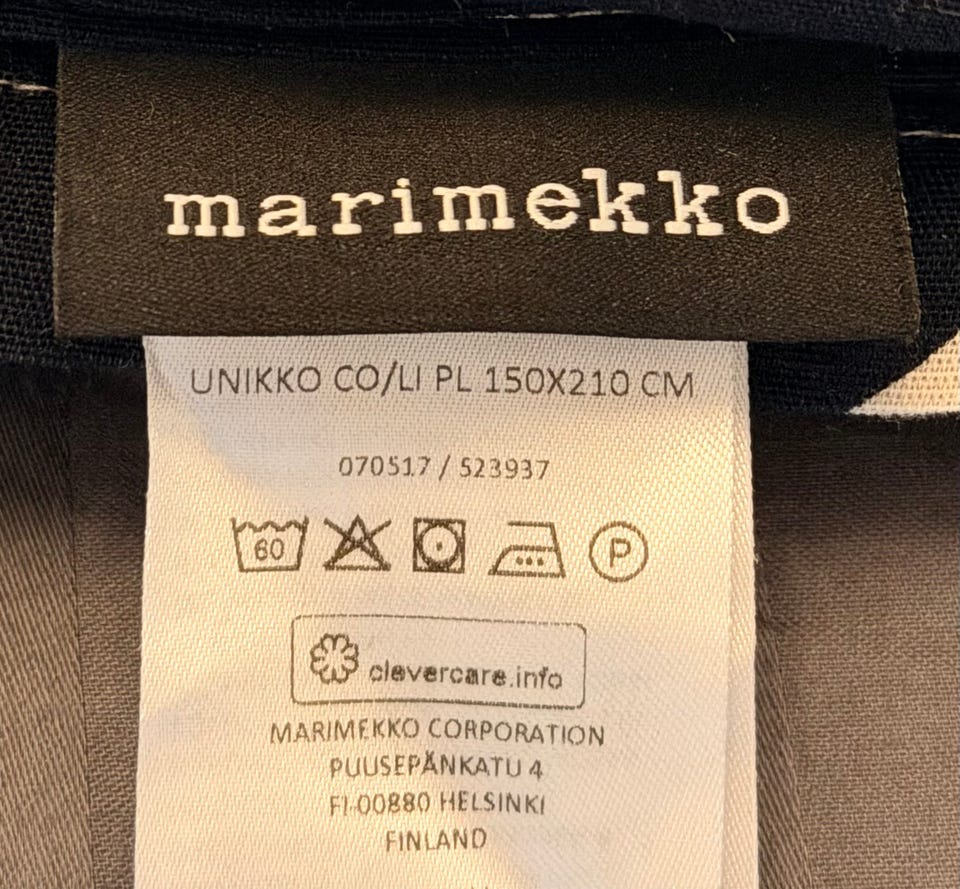 marimekko
UNIKKO CO/LI PL 150X210 CM
070517 / 523937
60 P
clevercare.info
MARIMEKKO CORPORATION
PUUSEPÄNKATU 4
FI-00880 HELSINKI
FINLAND